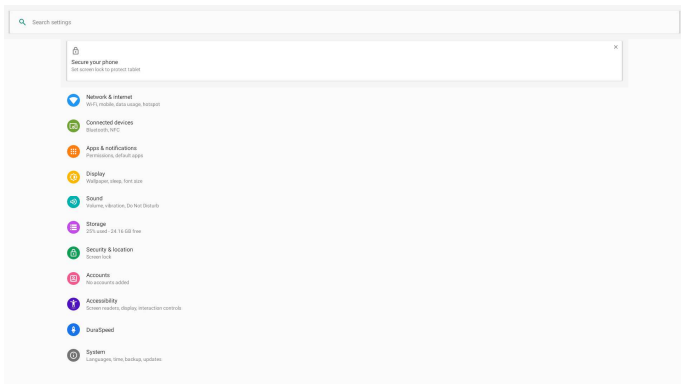 Search settings
Secure your phone
Set screen lock to protect tablet
Network & internet
Wi-Fi, mobile, data usage, hotspot
Connected devices
Bluetooth, NFC
Apps & notifications
Permissions, default apps
Display
Wallpaper, sleep, font size
Sound
Volume, vibration, Do Not Disturb
Storage
25% used - 24.16 GB free
Security & location
Screen lock
Accounts
No accounts added
Accessibility
Screen readers, display, interaction controls
DuraSpeed
System
Languages, time, backup, updates